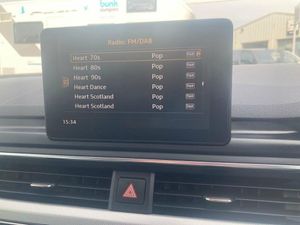 bunk
Radio: FM/DAB
Heart 70s Pop
Heart 80s Pop
Heart 90s Pop
Heart Dance Pop
Heart Scotland Pop
Heart Scotland Pop
15:34